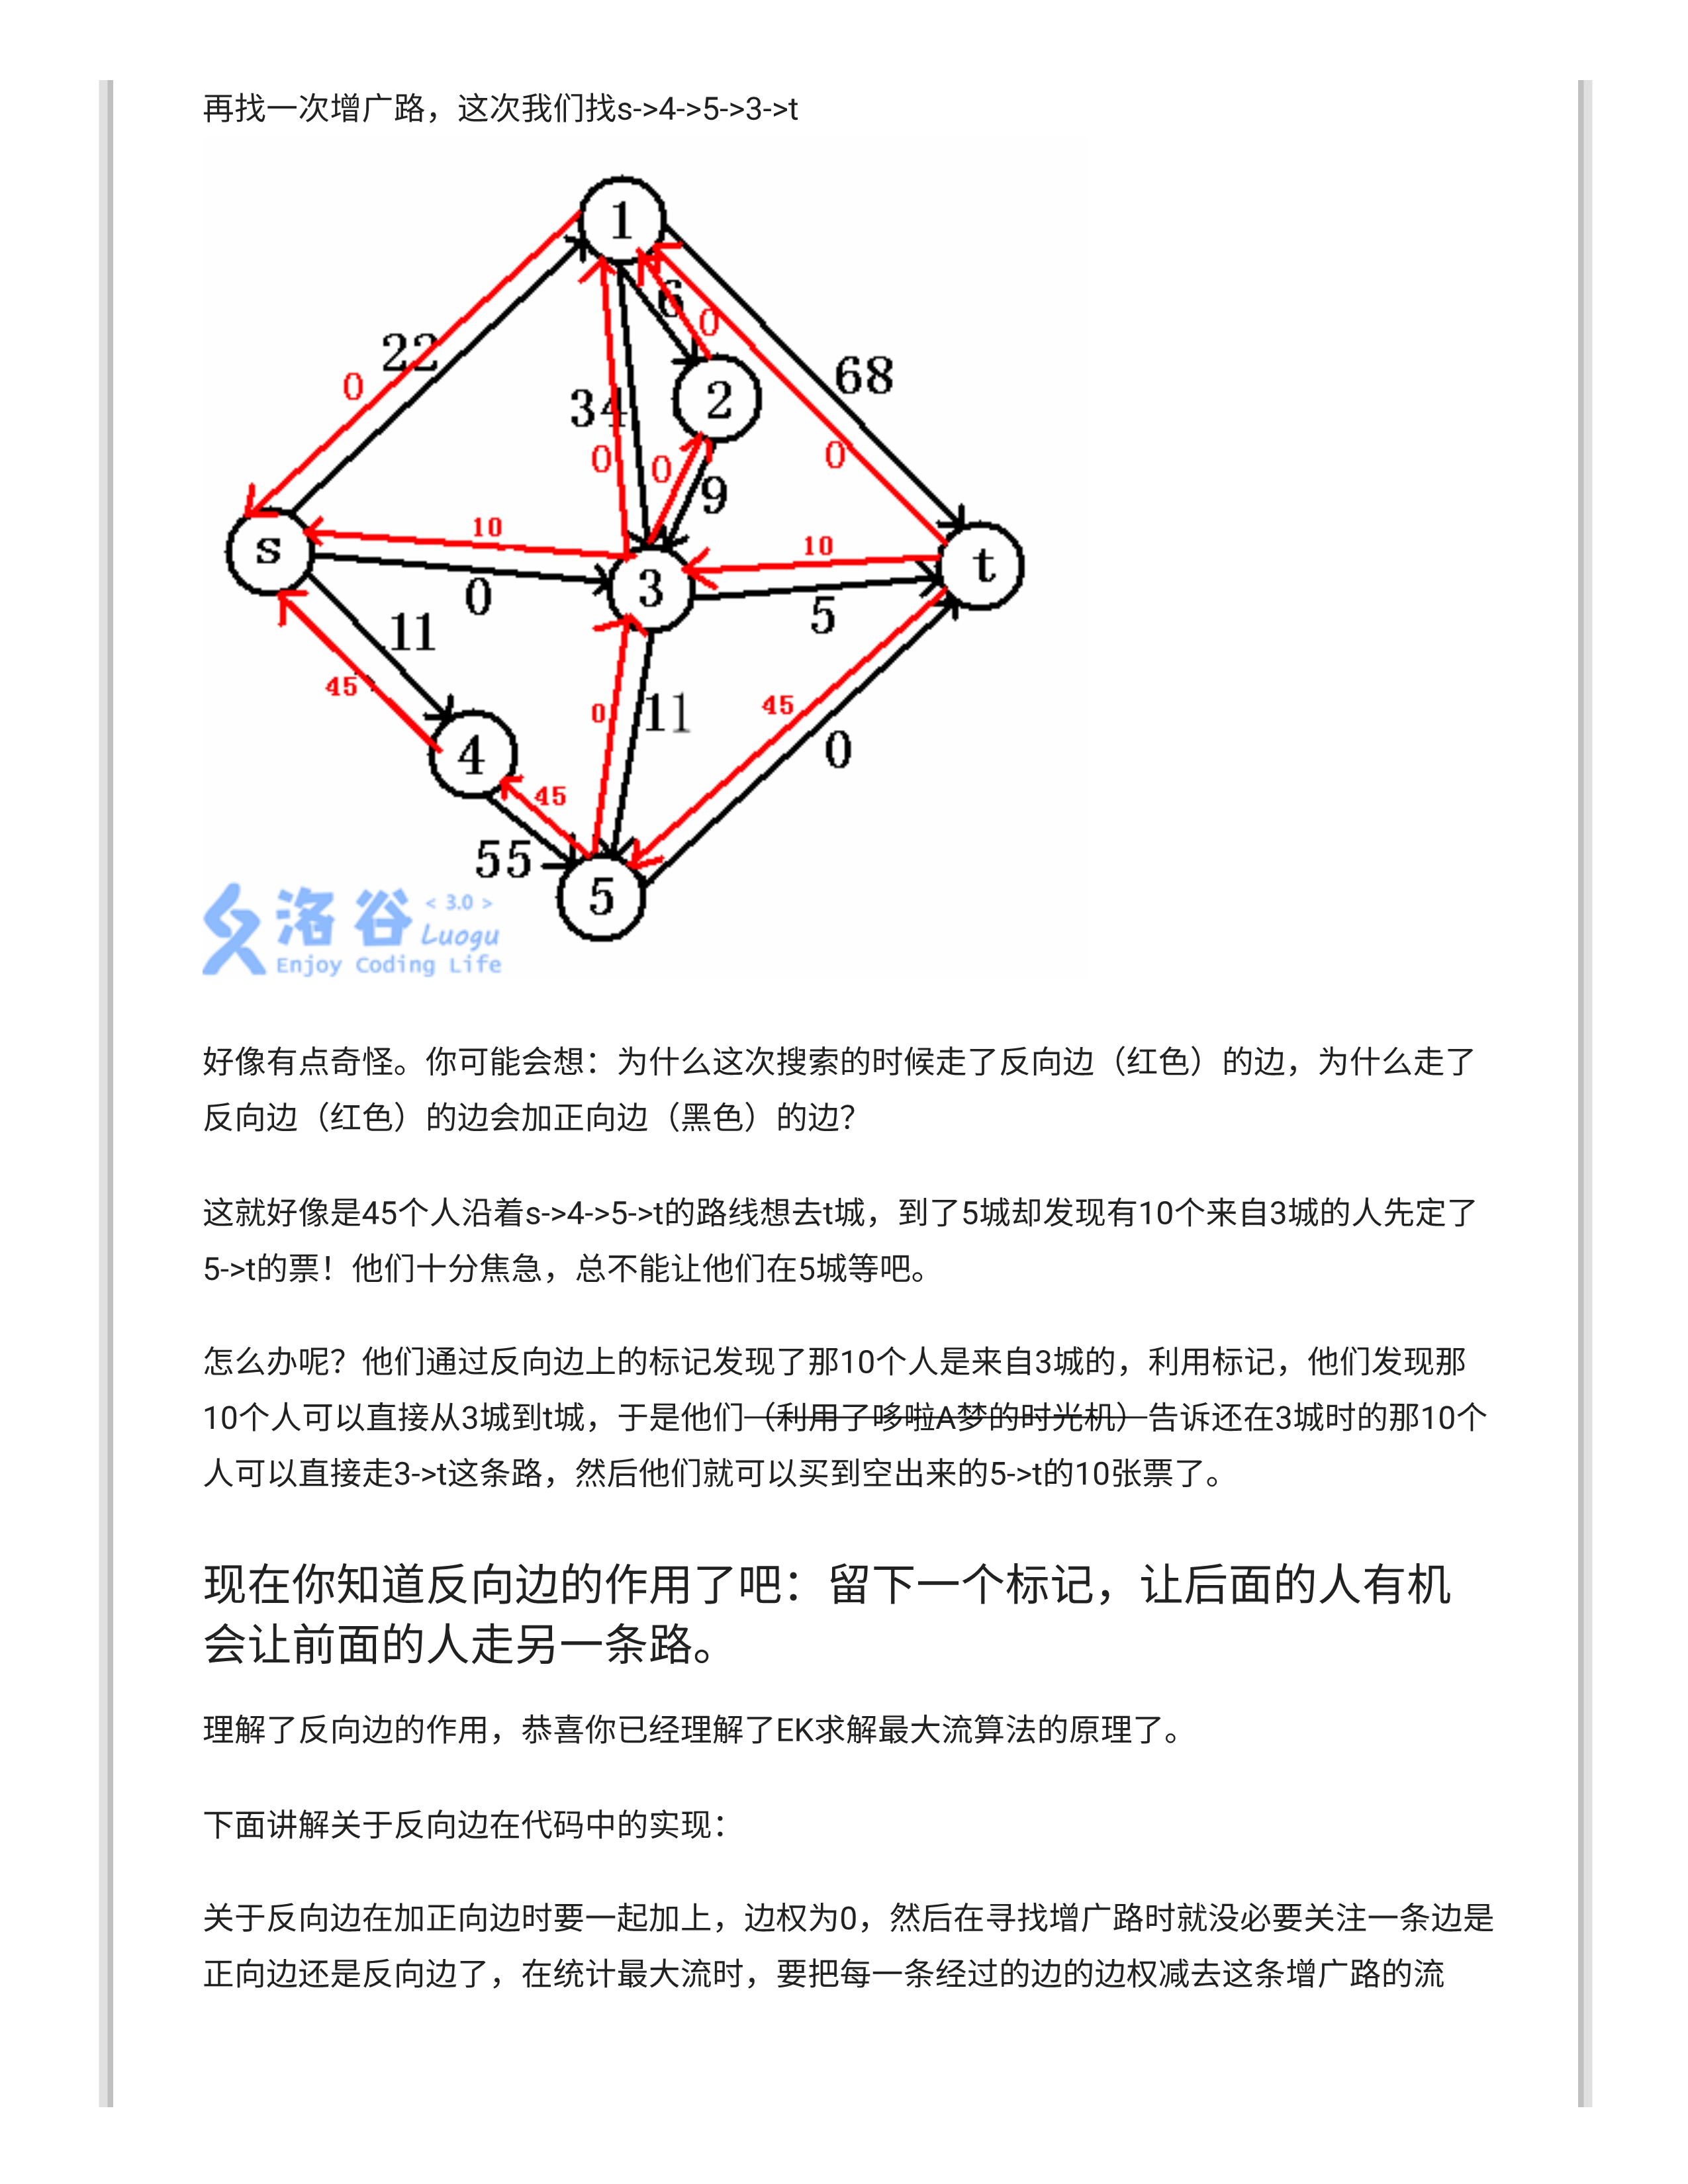 再找一次增广路，这次我们找s->4->5->3->t
1
6
0
22
0
68
34
2
0
0
0
9
s
10
10
t
0
3
5
11
45
0
11
45
0
4
45
55
5
洛谷 < 3.0 >
Luogu
Enjoy Coding Life
好像有点奇怪。你可能会想：为什么这次搜索的时候走了反向边（红色）的边，为什么走了
反向边（红色）的边会加正向边（黑色）的边？
这就好像是45个人沿着s->4->5->t的路线想去t城，到了5城却发现有10个来自3城的人先定了
5->t的票！他们十分焦急，总不能让他们在5城等吧。
怎么办呢？他们通过反向边上的标记发现了那10个人是来自3城的，利用标记，他们发现那
10个人可以直接从3城到t城，于是他们（利用了哆啦A梦的时光机）告诉还在3城时的那10个
人可以直接走3->t这条路，然后他们就可以买到空出来的5->t的10张票了。
现在你知道反向边的作用了吧：留下一个标记，让后面的人有机
会让前面的人走另一条路。
理解了反向边的作用，恭喜你已经理解了EK求解最大流算法的原理了。
下面讲解关于反向边在代码中的实现：
关于反向边在加正向边时要一起加上，边权为0，然后在寻找增广路时就没必要关注一条边是
正向边还是反向边了，在统计最大流时，要把每一条经过的边的边权减去这条增广路的流